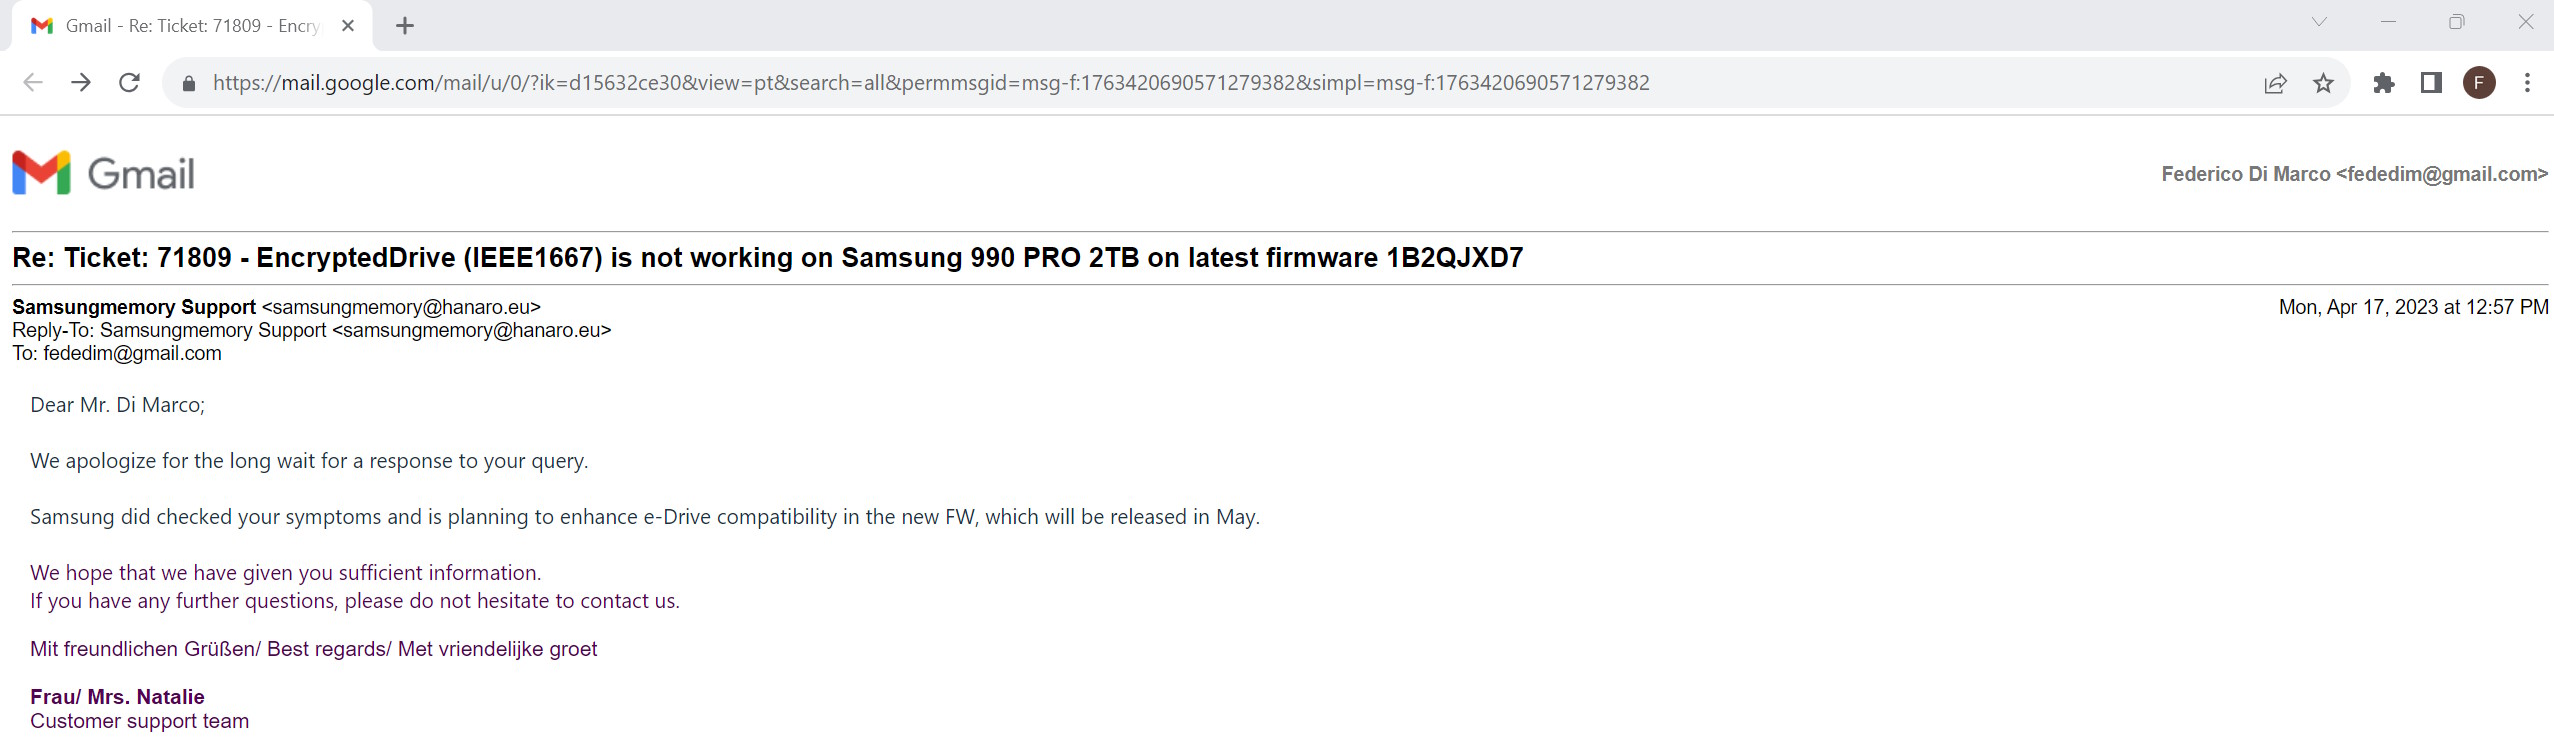 Gmail - Re: Ticket: 71809 - Encry
https://mail.google.com/mail/u/0/?ik=d15632ce30&view=pt&search=all&permmsgid=msg-f:1763420690571279382&simpl=msg-f:1763420690571279382
F
Gmail
Federico Di Marco <fededim@gmail.com>
Re: Ticket: 71809 - EncryptedDrive (IEEE1667) is not working on Samsung 990 PRO 2TB on latest firmware 1B2QJXD7
Samsungmemory Support <samsungmemory@hanaro.eu>
Mon, Apr 17, 2023 at 12:57 PM
Reply-To: Samsungmemory Support <samsungmemory@hanaro.eu>
To: fededim@gmail.com
Dear Mr. Di Marco;
We apologize for the long wait for a response to your query.
Samsung did checked your symptoms and is planning to enhance e-Drive compatibility in the new FW, which will be released in May.
We hope that we have given you sufficient information.
If you have any further questions, please do not hesitate to contact us.
Mit freundlichen Grüßen/ Best regards/ Met vriendelijke groet
Frau/ Mrs. Natalie
Customer support team